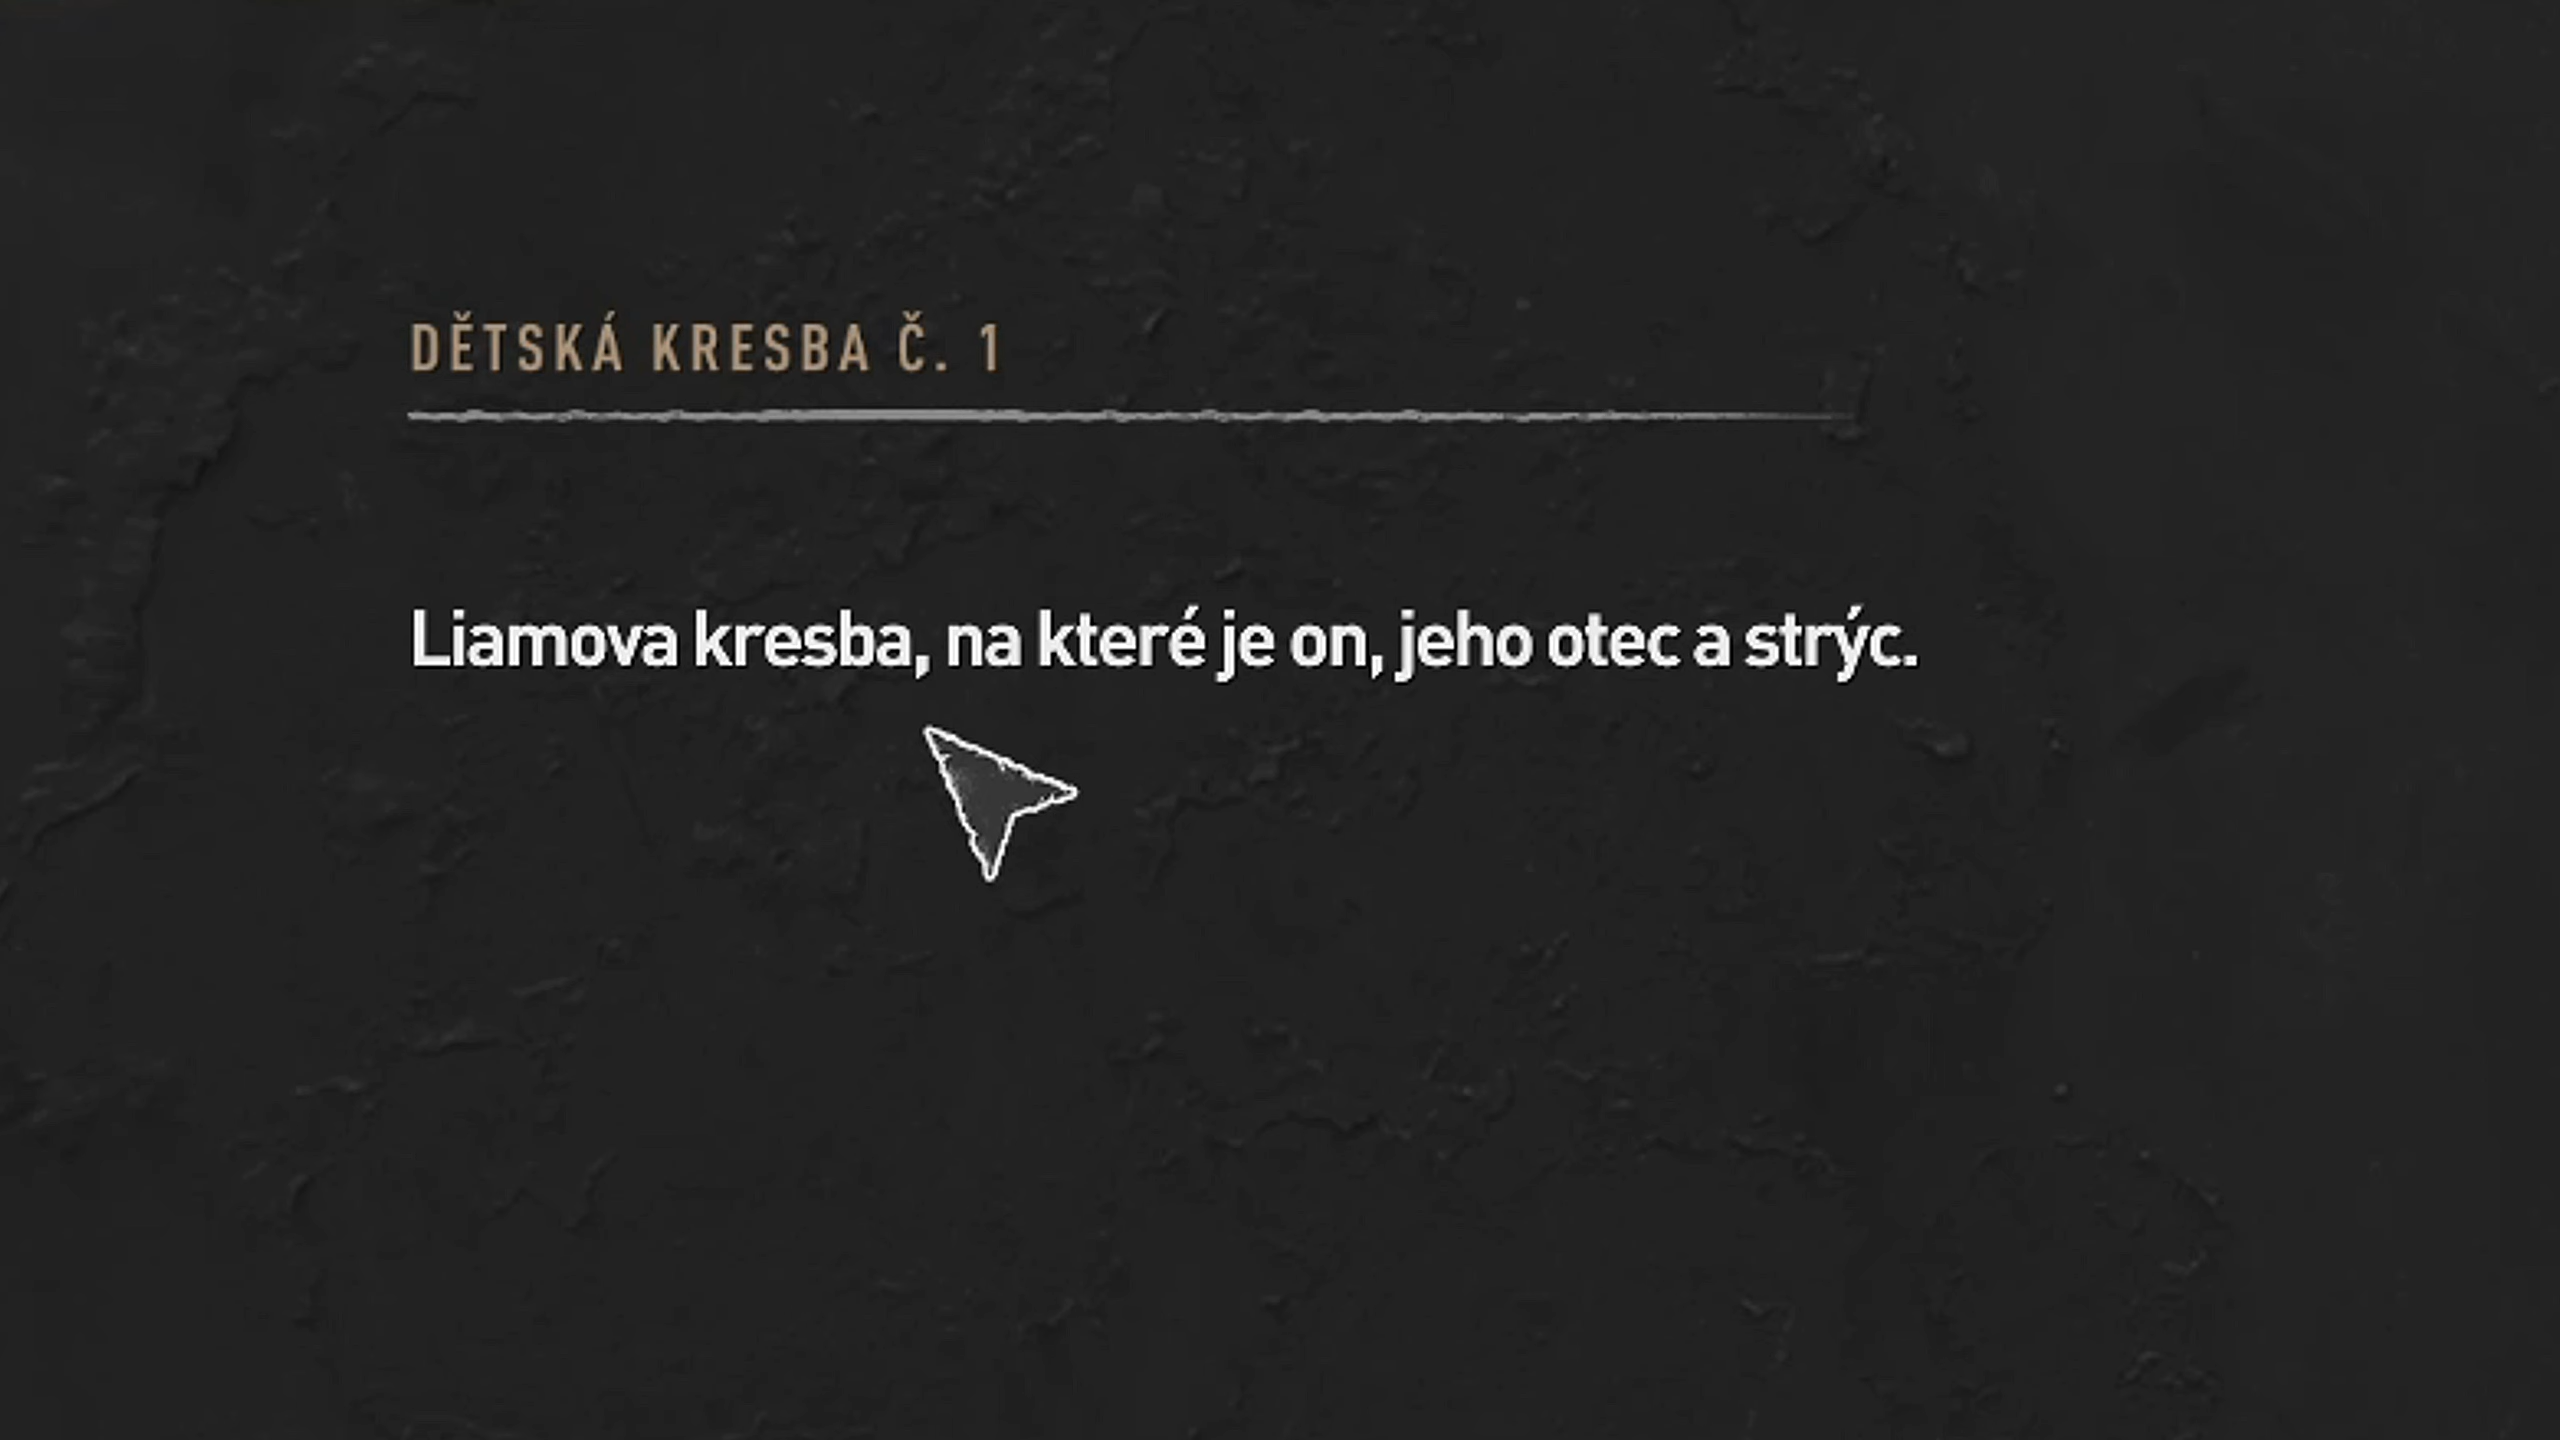 DĚTSKÁ KRESBA Č. 1
Liamova kresba, na které je on, jeho otec a strýc.